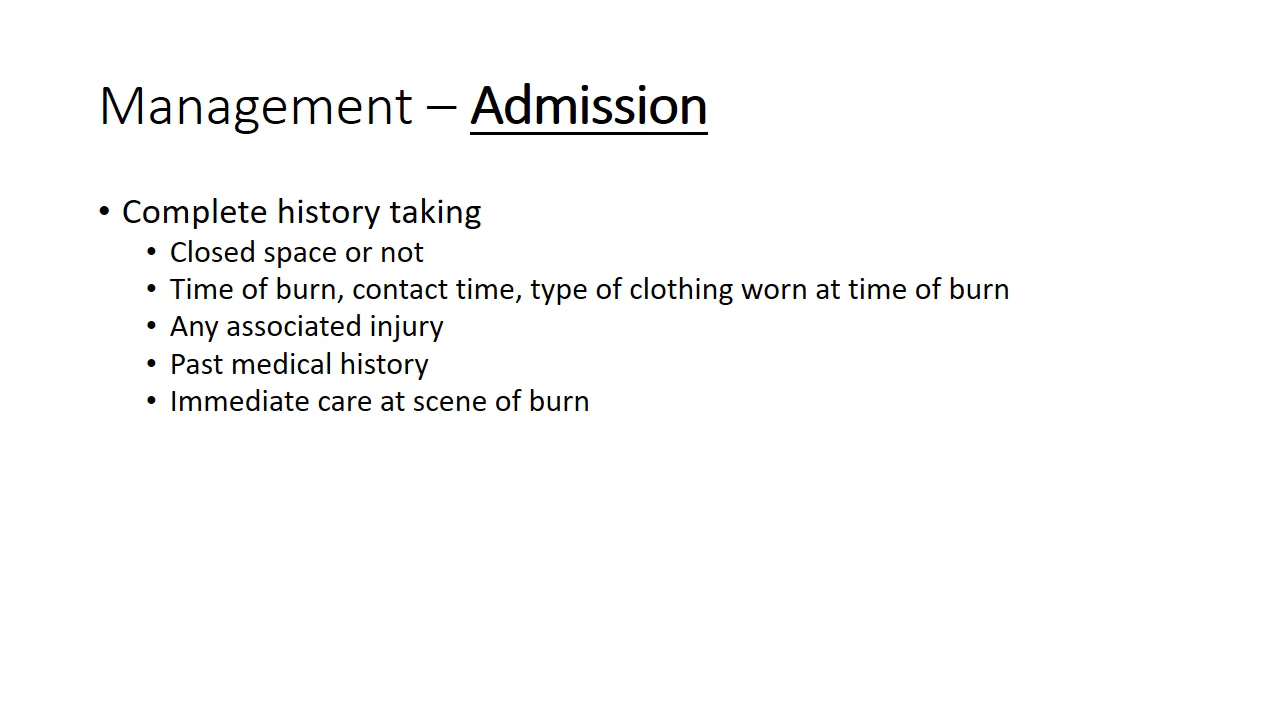 Management – Admission
• Complete history taking
• Closed space or not
• Time of burn, contact time, type of clothing worn at time of burn
• Any associated injury
• Past medical history
• Immediate care at scene of burn